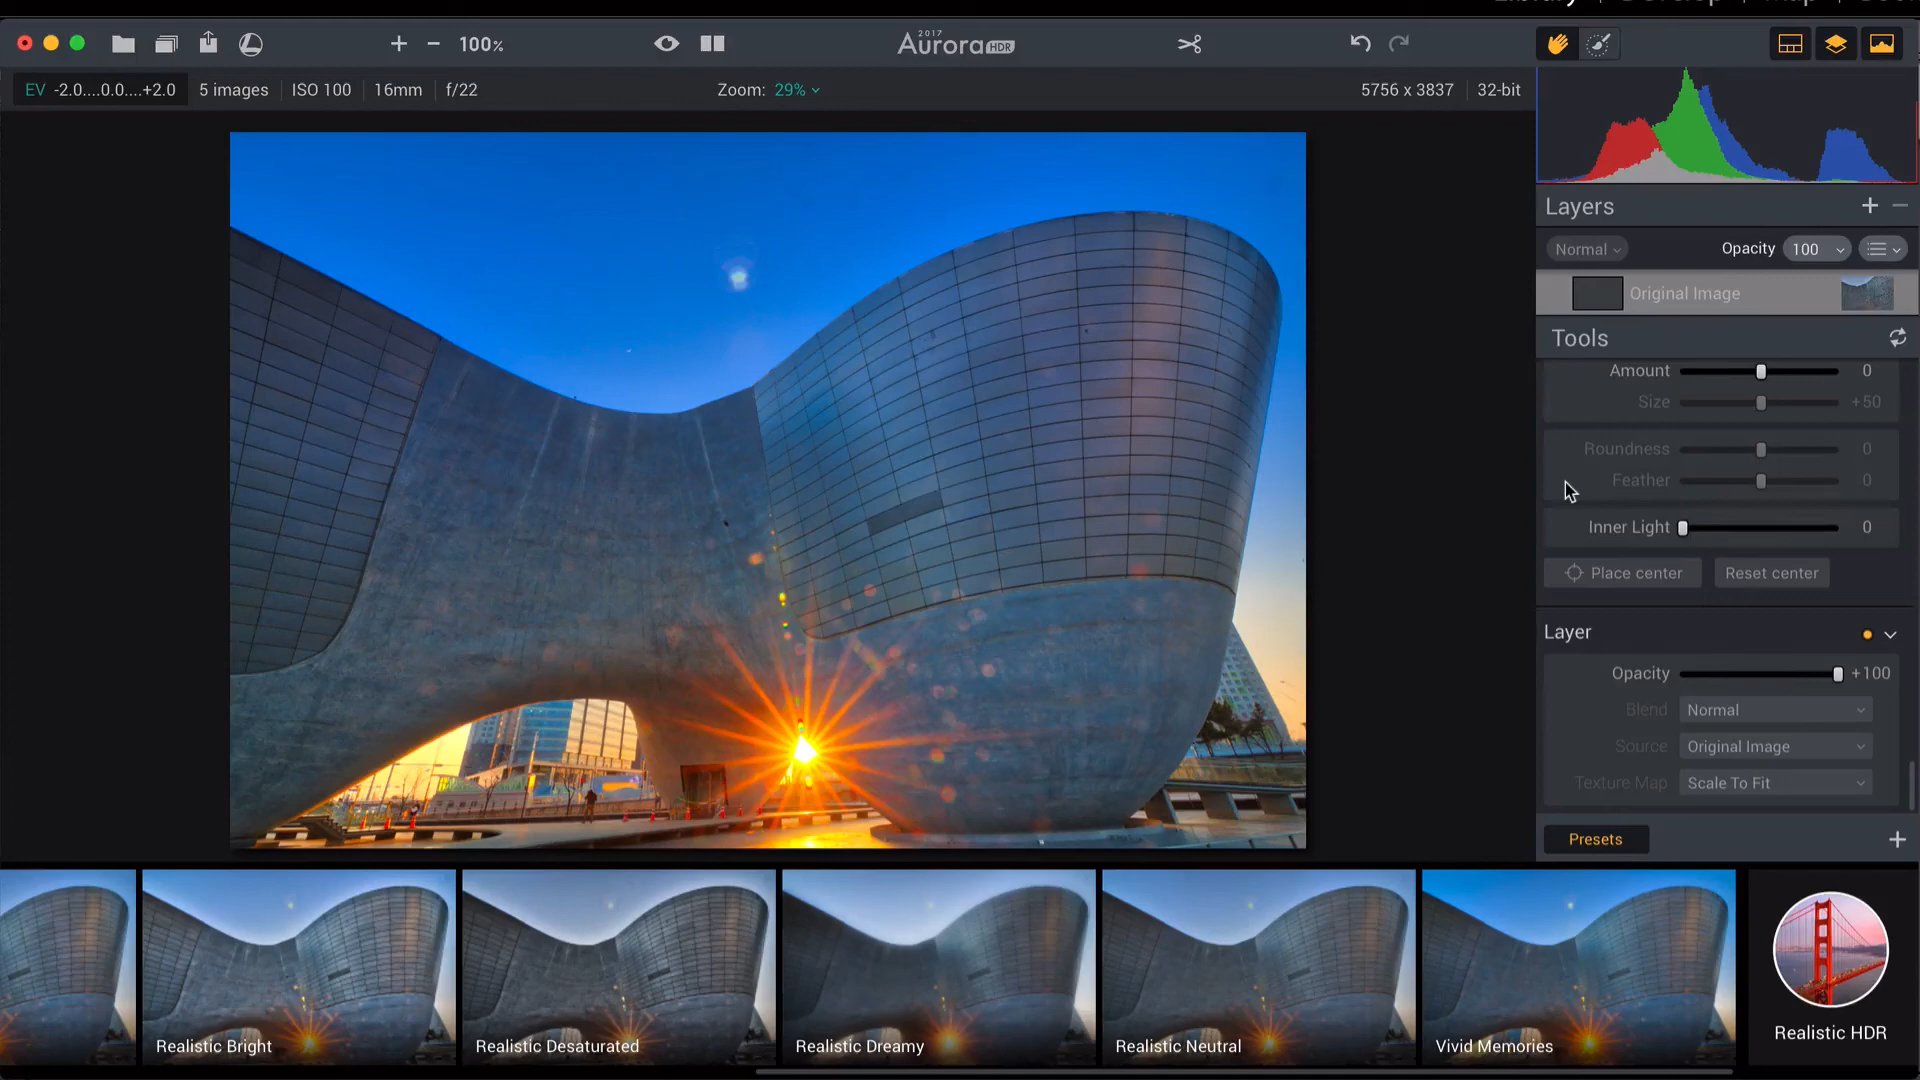 100%
2017
Aurora HDR
EV -2.0....0.0....+2.0
5 images
ISO 100
16mm
f/22
Zoom: 29%
5756 x 3837
32-bit
Layers
Normal
Opacity 100
Original Image
Tools
Amount 0
Size +50
Roundness 0
Feather 0
Inner Light 0
Place center
Reset center
Layer
Opacity +100
Blend Normal
Source Original Image
Texture Map Scale To Fit
Presets
Realistic Bright
Realistic Desaturated
Realistic Dreamy
Realistic Neutral
Vivid Memories
Realistic HDR